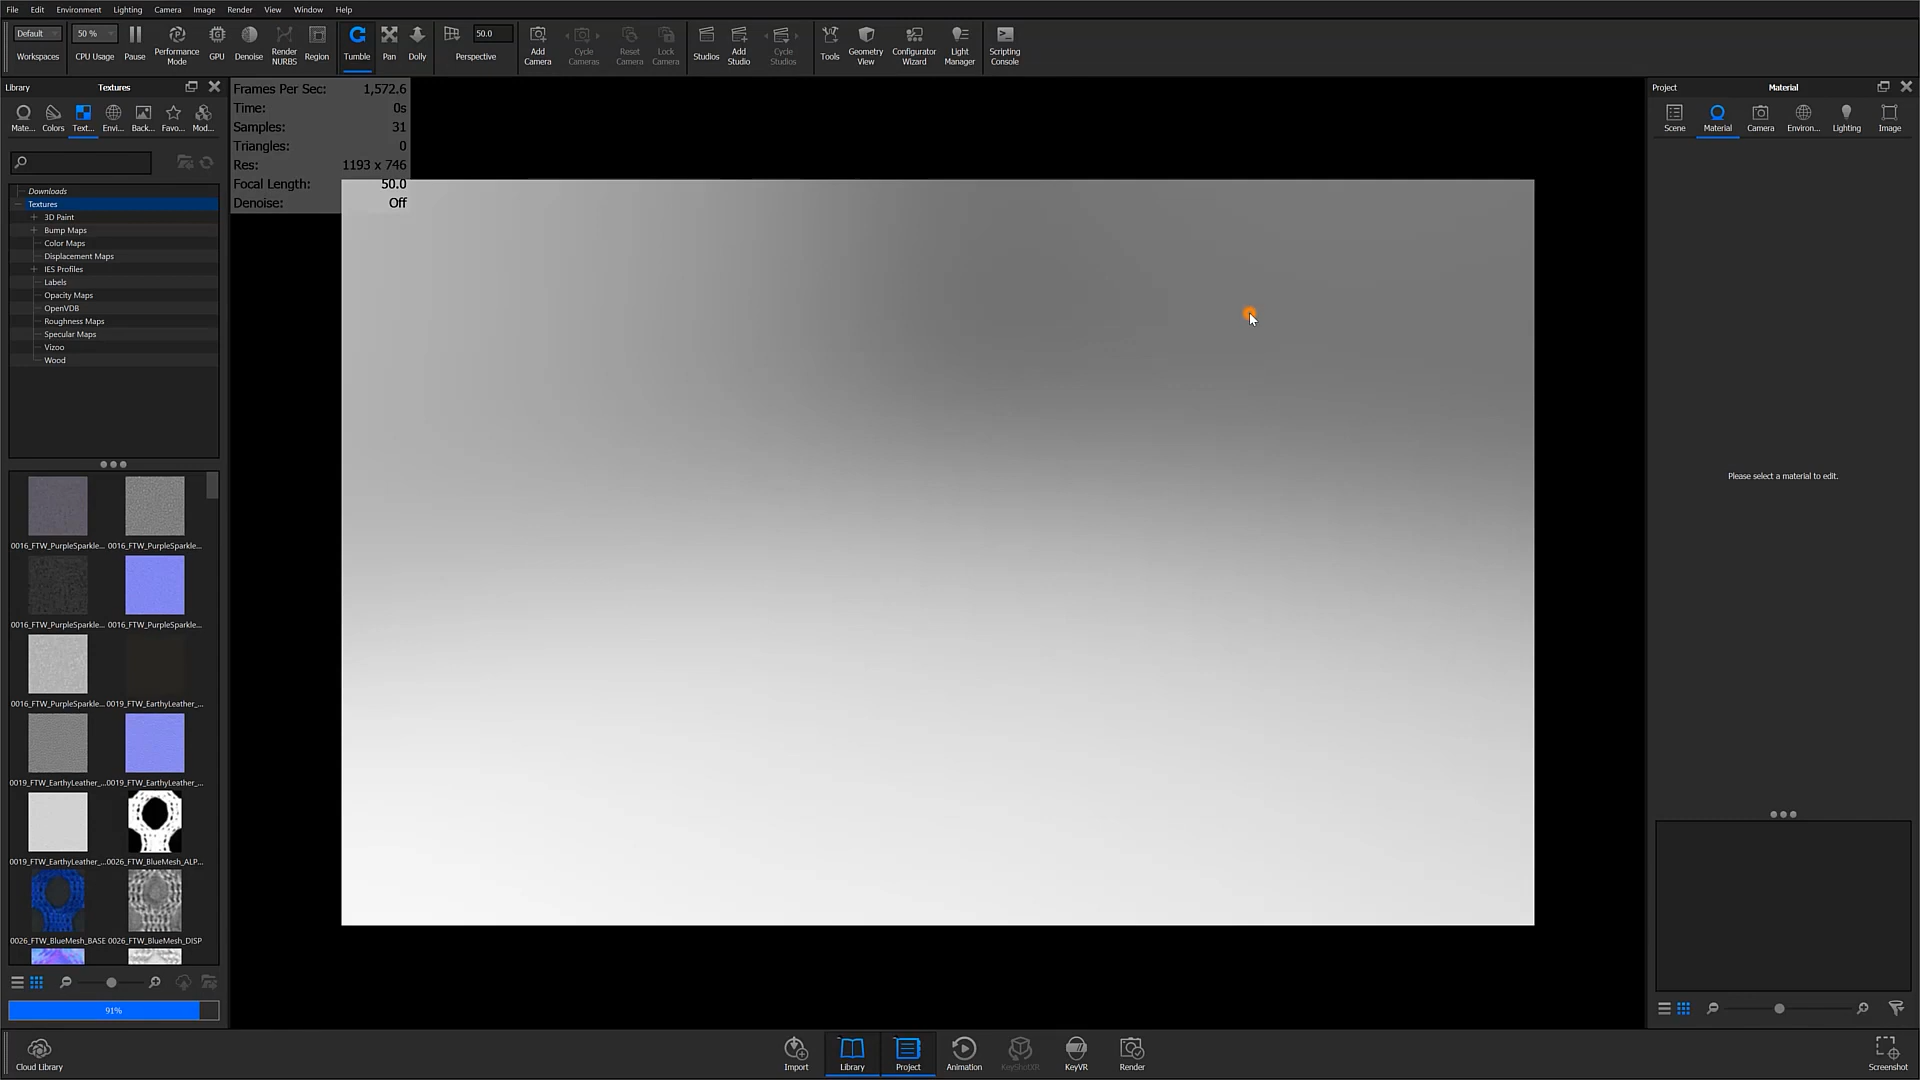 File Edit Environment Lighting Camera Image Render View Window Help
Default 50 % 50.0
Workspaces CPU Usage Pause Performance Mode GPU Denoise Render NURBS Region Tumble Pan Dolly Perspective Add Camera Cycle Cameras Reset Camera Lock Camera Studios Add Studio Cycle Studios Tools Geometry View Configurator Wizard Light Manager Scripting Console
Library Textures
Mate... Colors Text... Envi... Back... Favo... Mod...
Downloads
Textures
3D Paint
Bump Maps
Color Maps
Displacement Maps
IES Profiles
Labels
Opacity Maps
OpenVDB
Roughness Maps
Specular Maps
Vizoo
Wood
0016_FTW_PurpleSparkle... 0016_FTW_PurpleSparkle...
0016_FTW_PurpleSparkle... 0016_FTW_PurpleSparkle...
0016_FTW_PurpleSparkle... 0019_FTW_EarthyLeather_...
0019_FTW_EarthyLeather_... 0019_FTW_EarthyLeather_...
0019_FTW_EarthyLeather_... 0026_FTW_BlueMesh_ALP...
0026_FTW_BlueMesh_BASE 0026_FTW_BlueMesh_DISP
91%
Frames Per Sec: 1,572.6
Time: 0s
Samples: 31
Triangles: 0
Res: 1193 x 746
Focal Length: 50.0
Denoise: Off
Project Material
Scene Material Camera Environ... Lighting Image
Please select a material to edit.
Cloud Library Import Library Project Animation KeyShotXR KeyVR Render Screenshot